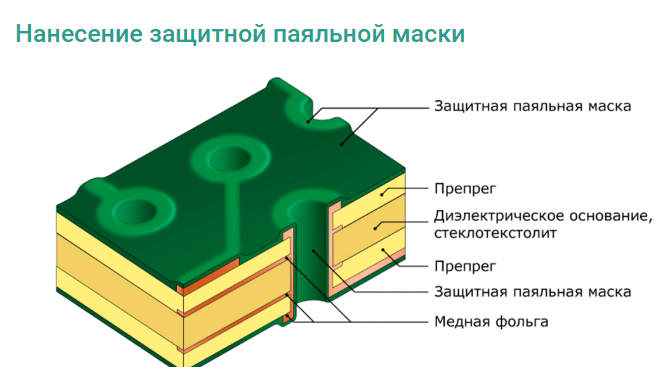 Нанесение защитной паяльной маски
Защитная паяльная маска
Препрег
Диэлектрическое основание,
стеклотекстолит
Препрег
Защитная паяльная маска
Медная фольга